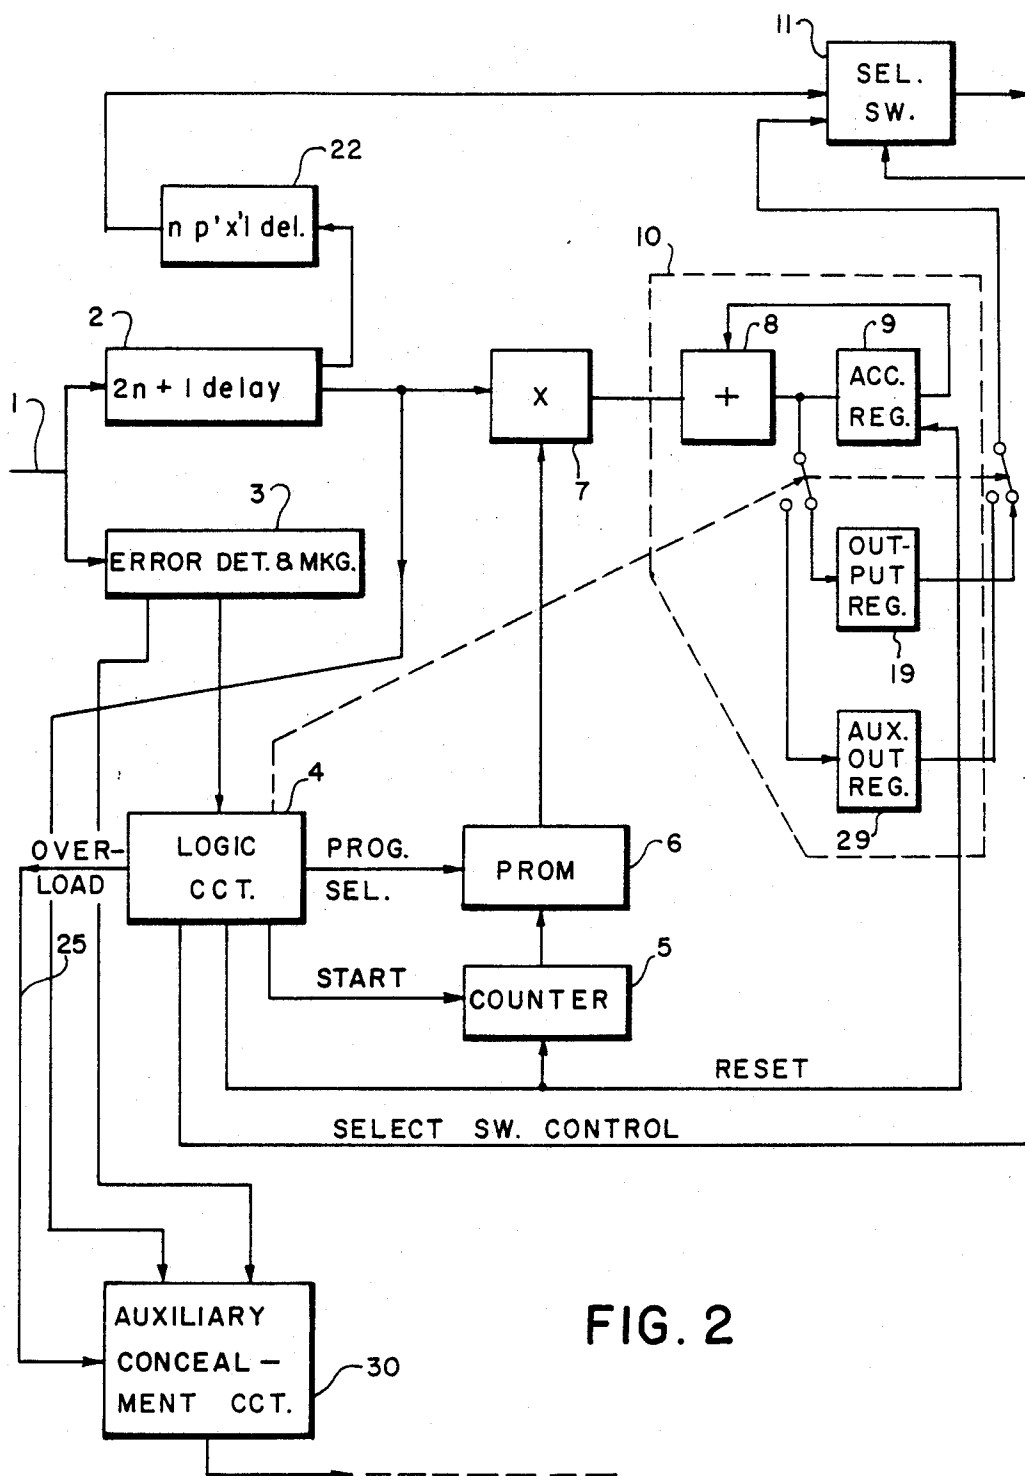 11
SEL.
SW.
22
n p'x'l del.
10
2
2n + 1 delay
8
+
9
ACC.
REG.
1
X
7
3
ERROR DET. & MKG.
OUT-
PUT
REG.
19
AUX.
OUT
REG.
29
4
LOGIC
CCT.
OVER-
LOAD
PROG.
SEL.
6
PROM
25
START
5
COUNTER
RESET
SELECT SW. CONTROL
AUXILIARY
CONCEAL-
MENT CCT.
30
FIG. 2